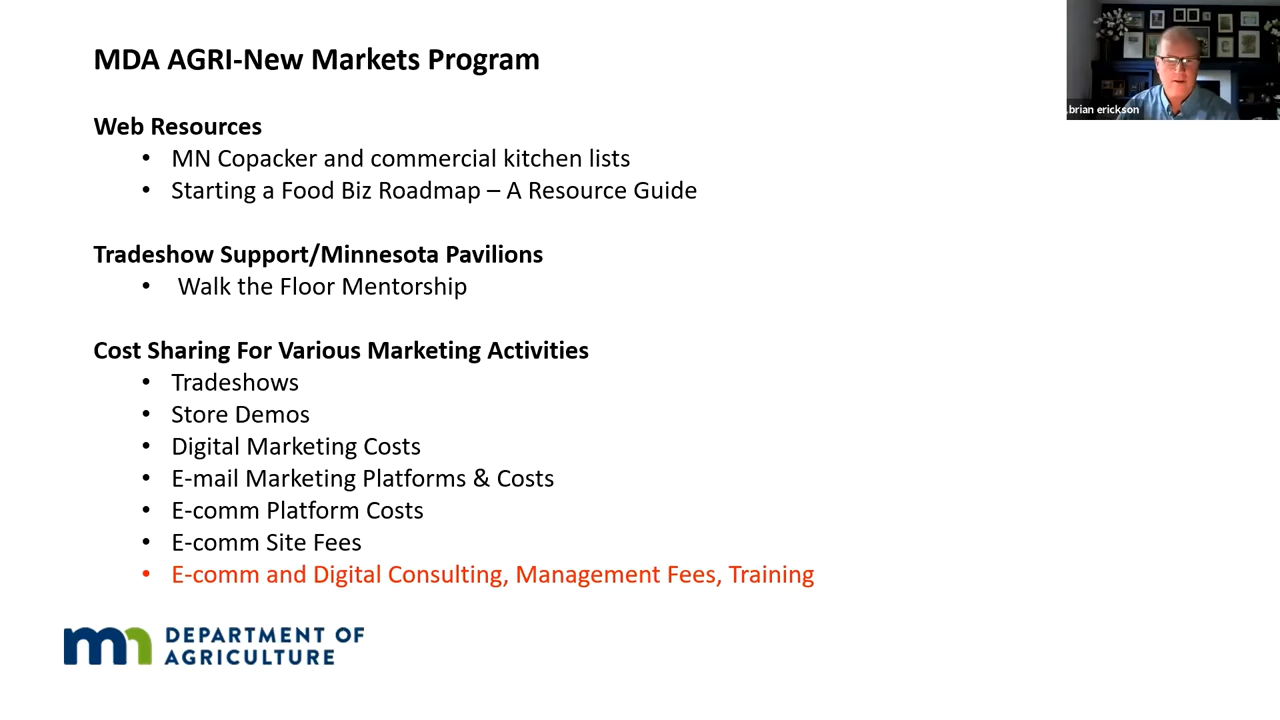 MDA AGRI-New Markets Program
brian erickson
Web Resources
• MN Copacker and commercial kitchen lists
• Starting a Food Biz Roadmap – A Resource Guide
Tradeshow Support/Minnesota Pavilions
• Walk the Floor Mentorship
Cost Sharing For Various Marketing Activities
• Tradeshows
• Store Demos
• Digital Marketing Costs
• E-mail Marketing Platforms & Costs
• E-comm Platform Costs
• E-comm Site Fees
• E-comm and Digital Consulting, Management Fees, Training
mn DEPARTMENT OF
AGRICULTURE